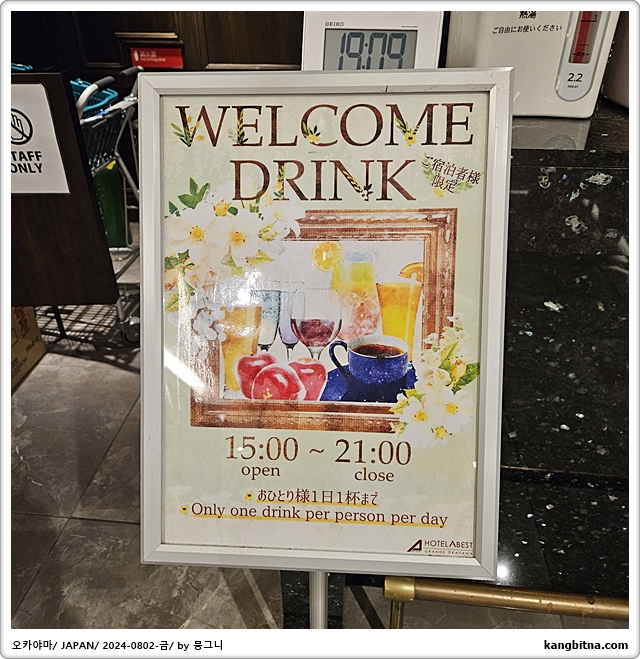 熱湯
ご自由にお使いください
SEIKO
19:09
2.2
STAFF
ONLY
WELCOME
DRINK
ご宿泊者様
限定
15:00 ~ 21:00
open
close
おひとり様1日1杯まで
Only one drink per person per day
HOTEL ABEST
GRANDE OKAYAMA
오카야마/ JAPAN/ 2024-0802-금/ by 뭉그니
kangbitna.com